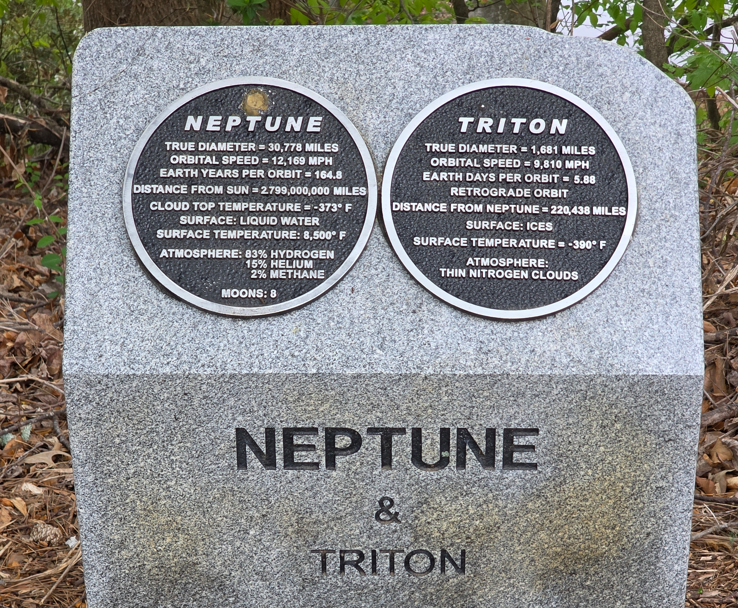 NEPTUNE
TRUE DIAMETER = 30,778 MILES
ORBITAL SPEED = 12,169 MPH
EARTH YEARS PER ORBIT = 164.8
DISTANCE FROM SUN = 2,799,000,000 MILES
CLOUD TOP TEMPERATURE = -373° F
SURFACE: LIQUID WATER
SURFACE TEMPERATURE: 8,500° F
ATMOSPHERE: 83% HYDROGEN
15% HELIUM
2% METHANE
MOONS: 8
TRITON
TRUE DIAMETER = 1,681 MILES
ORBITAL SPEED = 9,810 MPH
EARTH DAYS PER ORBIT = 5.88
RETROGRADE ORBIT
DISTANCE FROM NEPTUNE = 220,438 MILES
SURFACE: ICES
SURFACE TEMPERATURE = -390° F
ATMOSPHERE:
THIN NITROGEN CLOUDS
NEPTUNE
&
TRITON